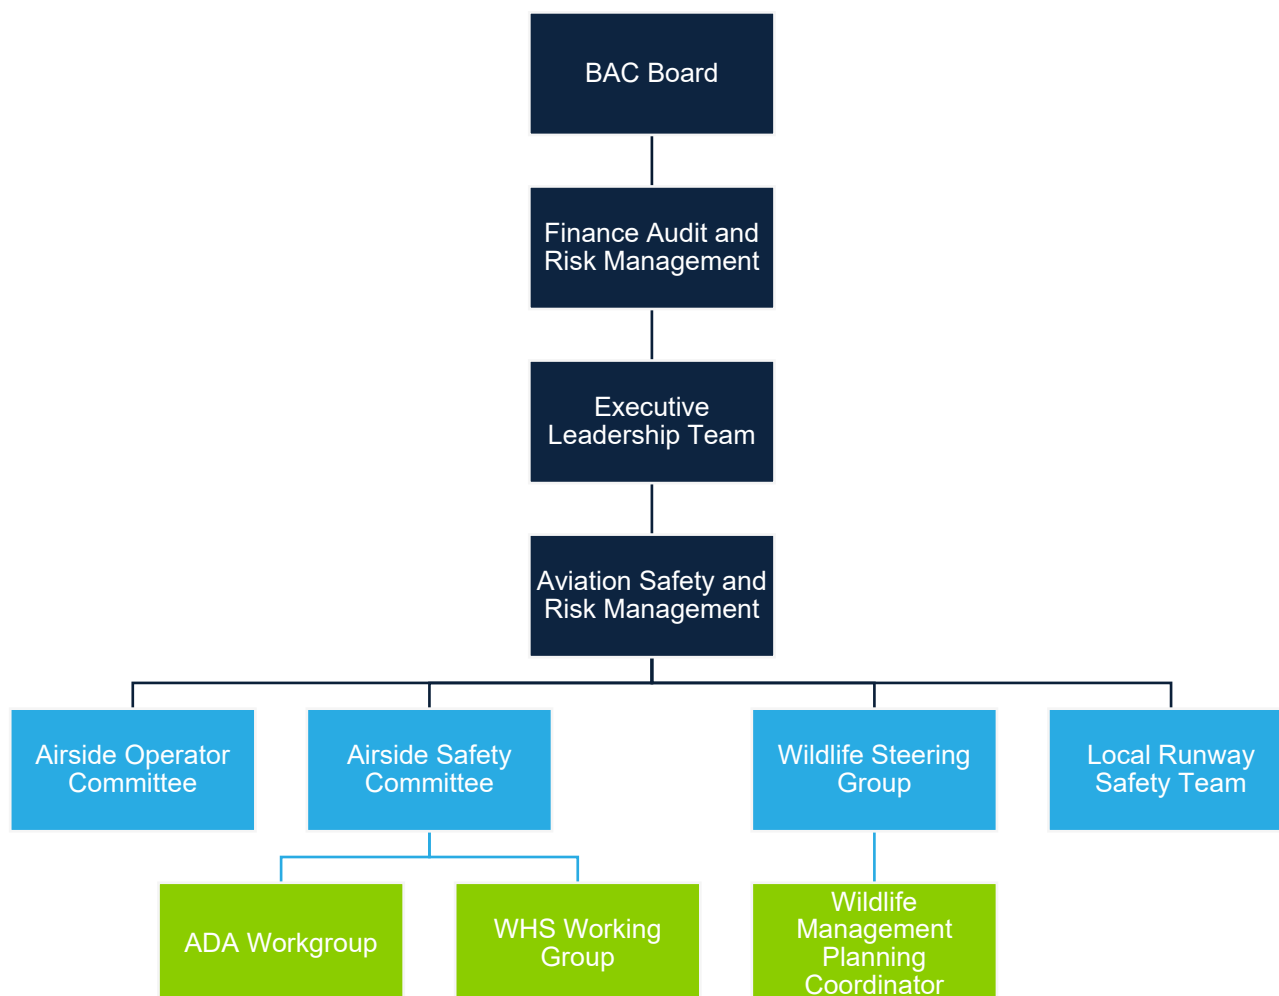 BAC Board
Finance Audit and
Risk Management
Executive
Leadership Team
Aviation Safety and
Risk Management
Airside Operator
Committee
Airside Safety
Committee
Wildlife Steering
Group
Local Runway
Safety Team
ADA Workgroup
WHS Working
Group
Wildlife
Management
Planning
Coordinator